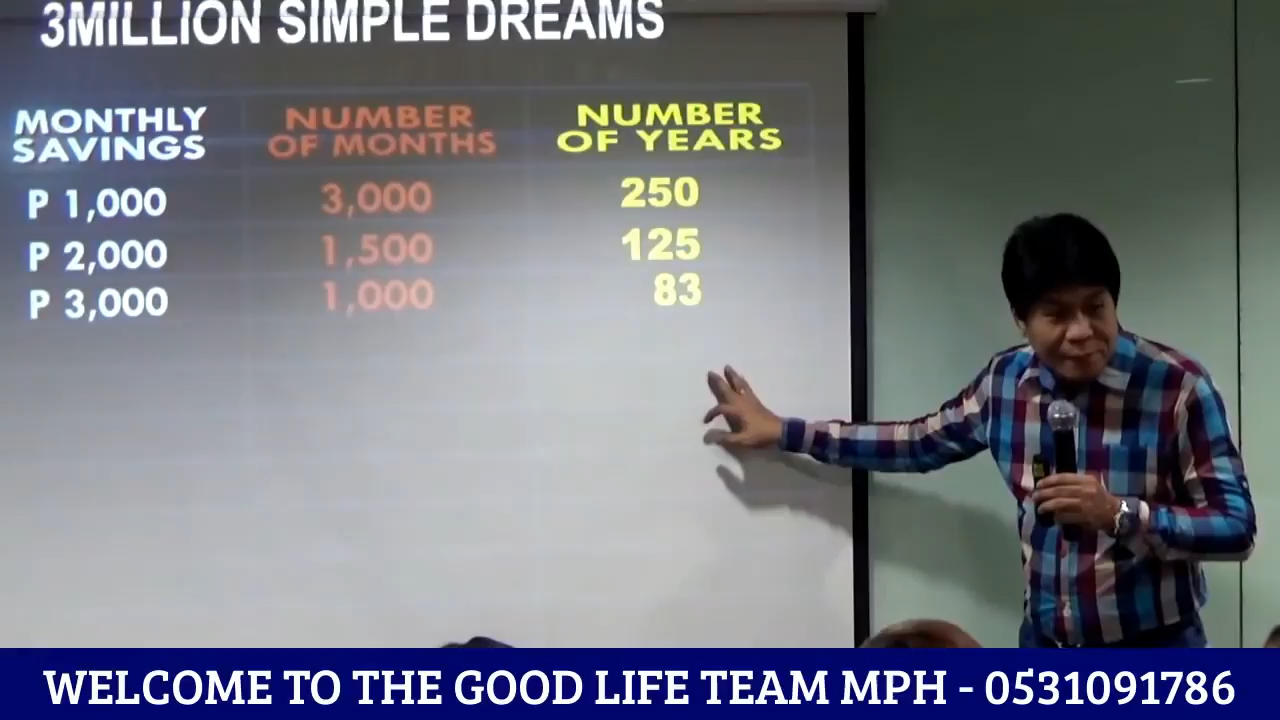 3MILLION SIMPLE DREAMS
MONTHLY SAVINGS NUMBER OF MONTHS NUMBER OF YEARS
P 1,000 3,000 250
P 2,000 1,500 125
P 3,000 1,000 83
WELCOME TO THE GOOD LIFE TEAM MPH - 0531091786